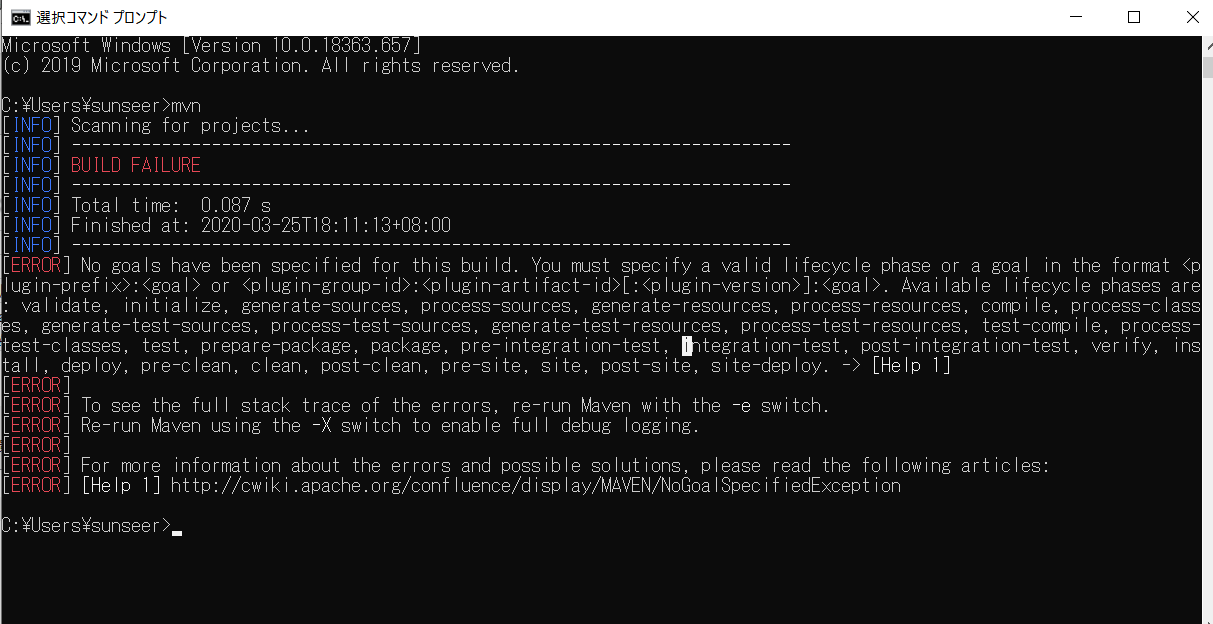 選択コマンド プロンプト
Microsoft Windows [Version 10.0.18363.657]
(c) 2019 Microsoft Corporation. All rights reserved.
C:¥Users¥sunseer>mvn
[INFO] Scanning for projects...
[INFO] ------------------------------------------------------------------------
[INFO] BUILD FAILURE
[INFO] ------------------------------------------------------------------------
[INFO] Total time:  0.087 s
[INFO] Finished at: 2020-03-25T18:11:13+08:00
[INFO] ------------------------------------------------------------------------
[ERROR] No goals have been specified for this build. You must specify a valid lifecycle phase or a goal in the format <p
lugin-prefix>:<goal> or <plugin-group-id>:<plugin-artifact-id>[:<plugin-version>]:<goal>. Available lifecycle phases are
: validate, initialize, generate-sources, process-sources, generate-resources, process-resources, compile, process-class
es, generate-test-sources, process-test-sources, generate-test-resources, process-test-resources, test-compile, process-
test-classes, test, prepare-package, package, pre-integration-test, integration-test, post-integration-test, verify, ins
tall, deploy, pre-clean, clean, post-clean, pre-site, site, post-site, site-deploy. -> [Help 1]
[ERROR]
[ERROR] To see the full stack trace of the errors, re-run Maven with the -e switch.
[ERROR] Re-run Maven using the -X switch to enable full debug logging.
[ERROR]
[ERROR] For more information about the errors and possible solutions, please read the following articles:
[ERROR] [Help 1] http://cwiki.apache.org/confluence/display/MAVEN/NoGoalSpecifiedException
C:¥Users¥sunseer>